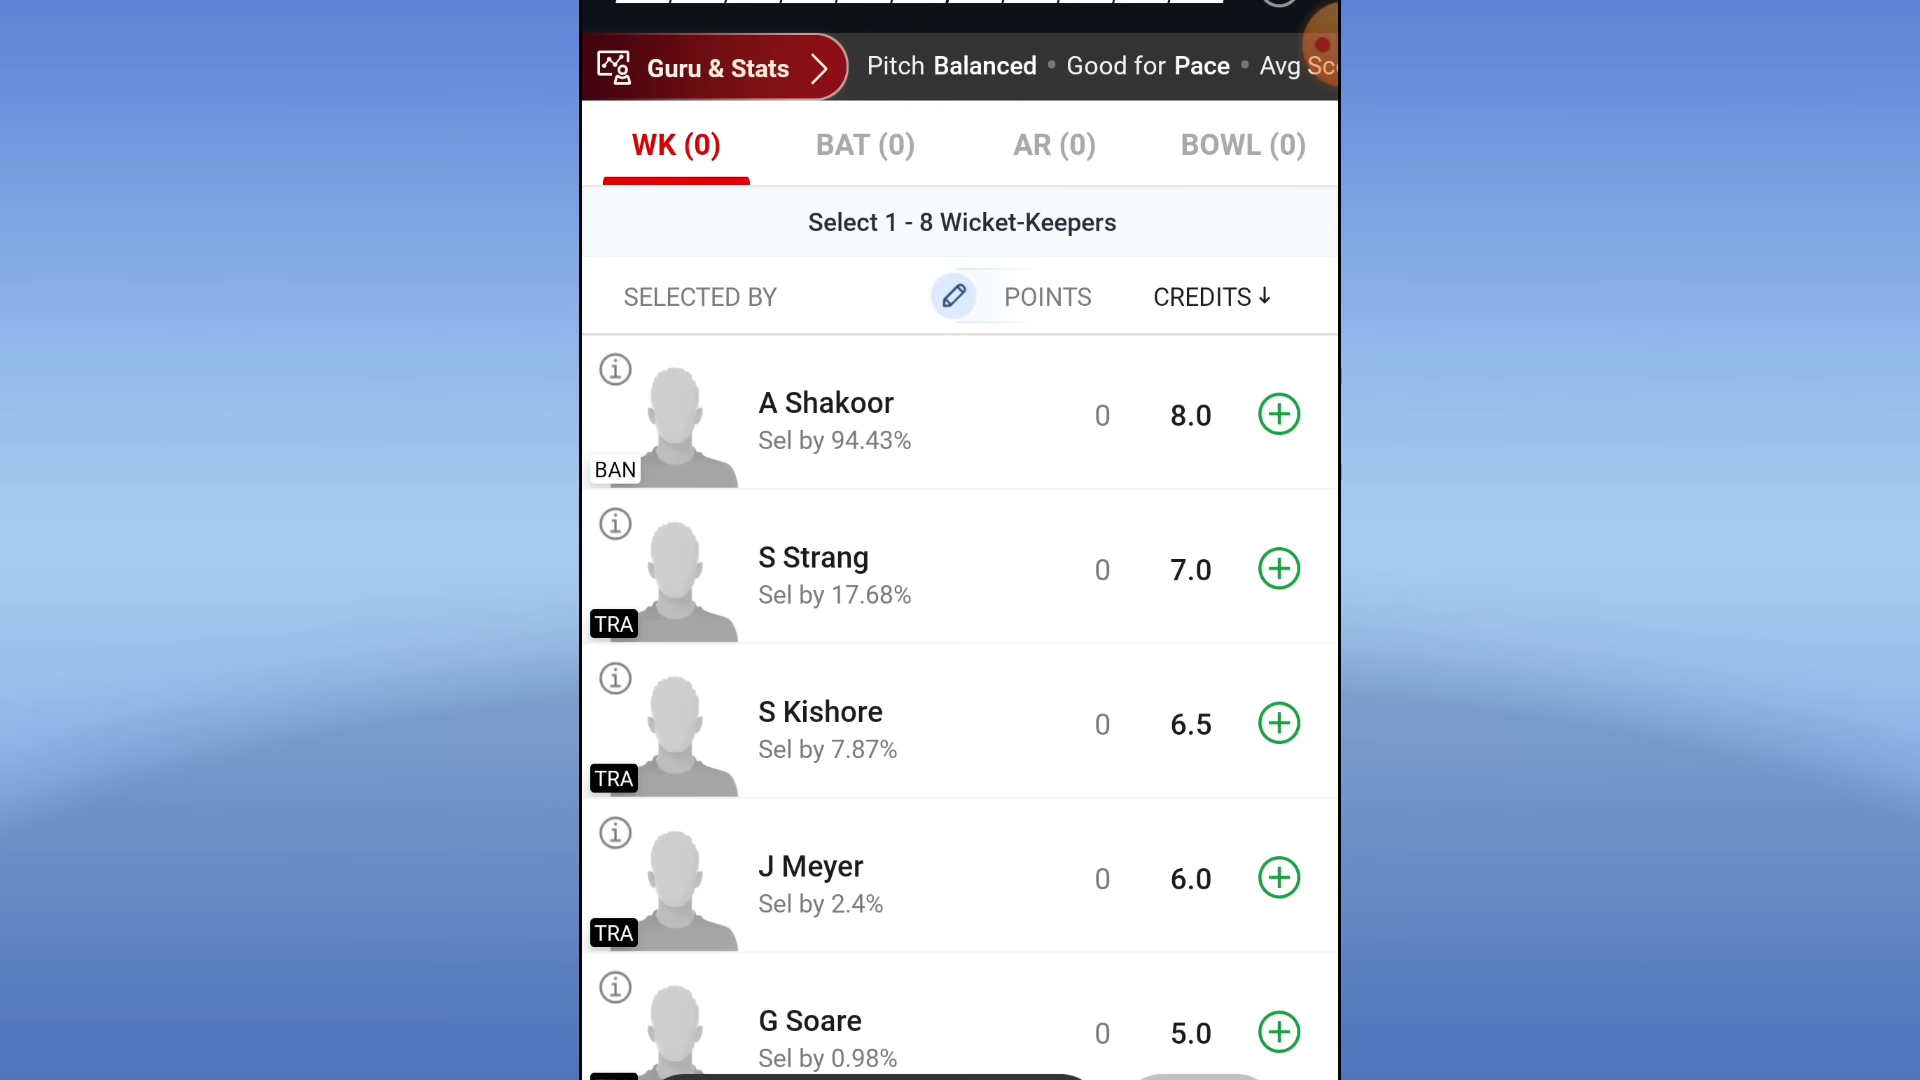 Guru & Stats
Pitch Balanced • Good for Pace • Avg
WK (0)
BAT (0)
AR (0)
BOWL (0)
Select 1 - 8 Wicket-Keepers
SELECTED BY
POINTS
CREDITS ↓
A Shakoor
Sel by 94.43%
0
8.0
BAN
S Strang
Sel by 17.68%
0
7.0
TRA
S Kishore
Sel by 7.87%
0
6.5
TRA
J Meyer
Sel by 2.4%
0
6.0
TRA
G Soare
Sel by 0.98%
0
5.0